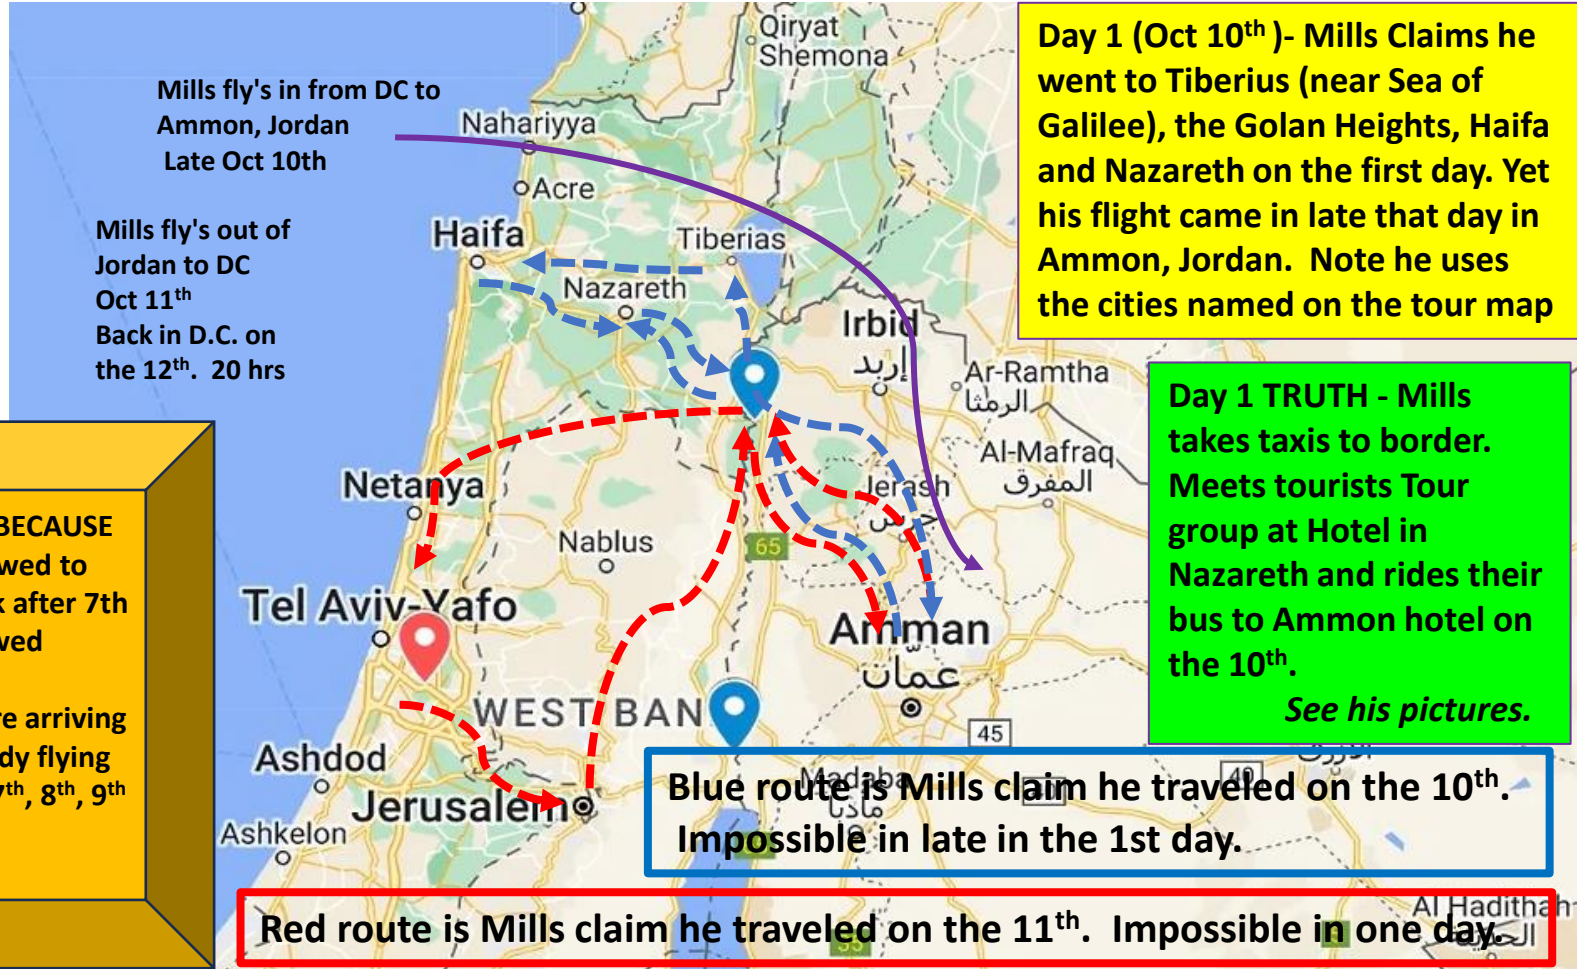 Day 1 (Oct 10th )- Mills Claims he
went to Tiberius (near Sea of
Galilee), the Golan Heights, Haifa
and Nazareth on the first day. Yet
his flight came in late that day in
Ammon, Jordan.  Note he uses
the cities named on the tour map
Mills fly's in from DC to
Ammon, Jordan
Late Oct 10th
Mills fly's out of
Jordan to DC
Oct 11th
Back in D.C. on
the 12th.  20 hrs
Day 1 TRUTH - Mills
takes taxis to border.
Meets tourists Tour
group at Hotel in
Nazareth and rides their
bus to Ammon hotel on
the 10th.
See his pictures.
BECAUSE
wed to
k after 7th
wed
re arriving
dy flying
7th, 8th, 9th
Blue route is Mills claim he traveled on the 10th.
Impossible in late in the 1st day.
Red route is Mills claim he traveled on the 11th.  Impossible in one day.
Qiryat
Shemona
Nahariyya
Acre
Haifa
Tiberias
Nazareth
Irbid
إربد
Ar-Ramtha
الرمثا
Al-Mafraq
المفرق
Jerash
جرش
Netanya
Nablus
65
Tel Aviv-Yafo
Amman
عمّان
WEST BAN
45
Ashdod
Madaba
مادبا
40
Jerusalem
Ashkelon
Al Hadithah